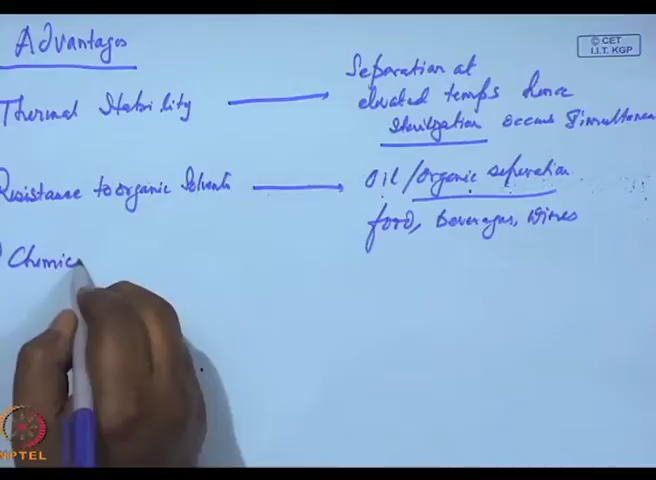 Advantages
© CET
I.I.T. KGP
Separation at
Thermal Stability
elevated temps hence
Sterilization occurs Simultaneou
Resistance to organic Solvents
Oil/organic separation
food, beverages, wines
Chemica
NPTEL